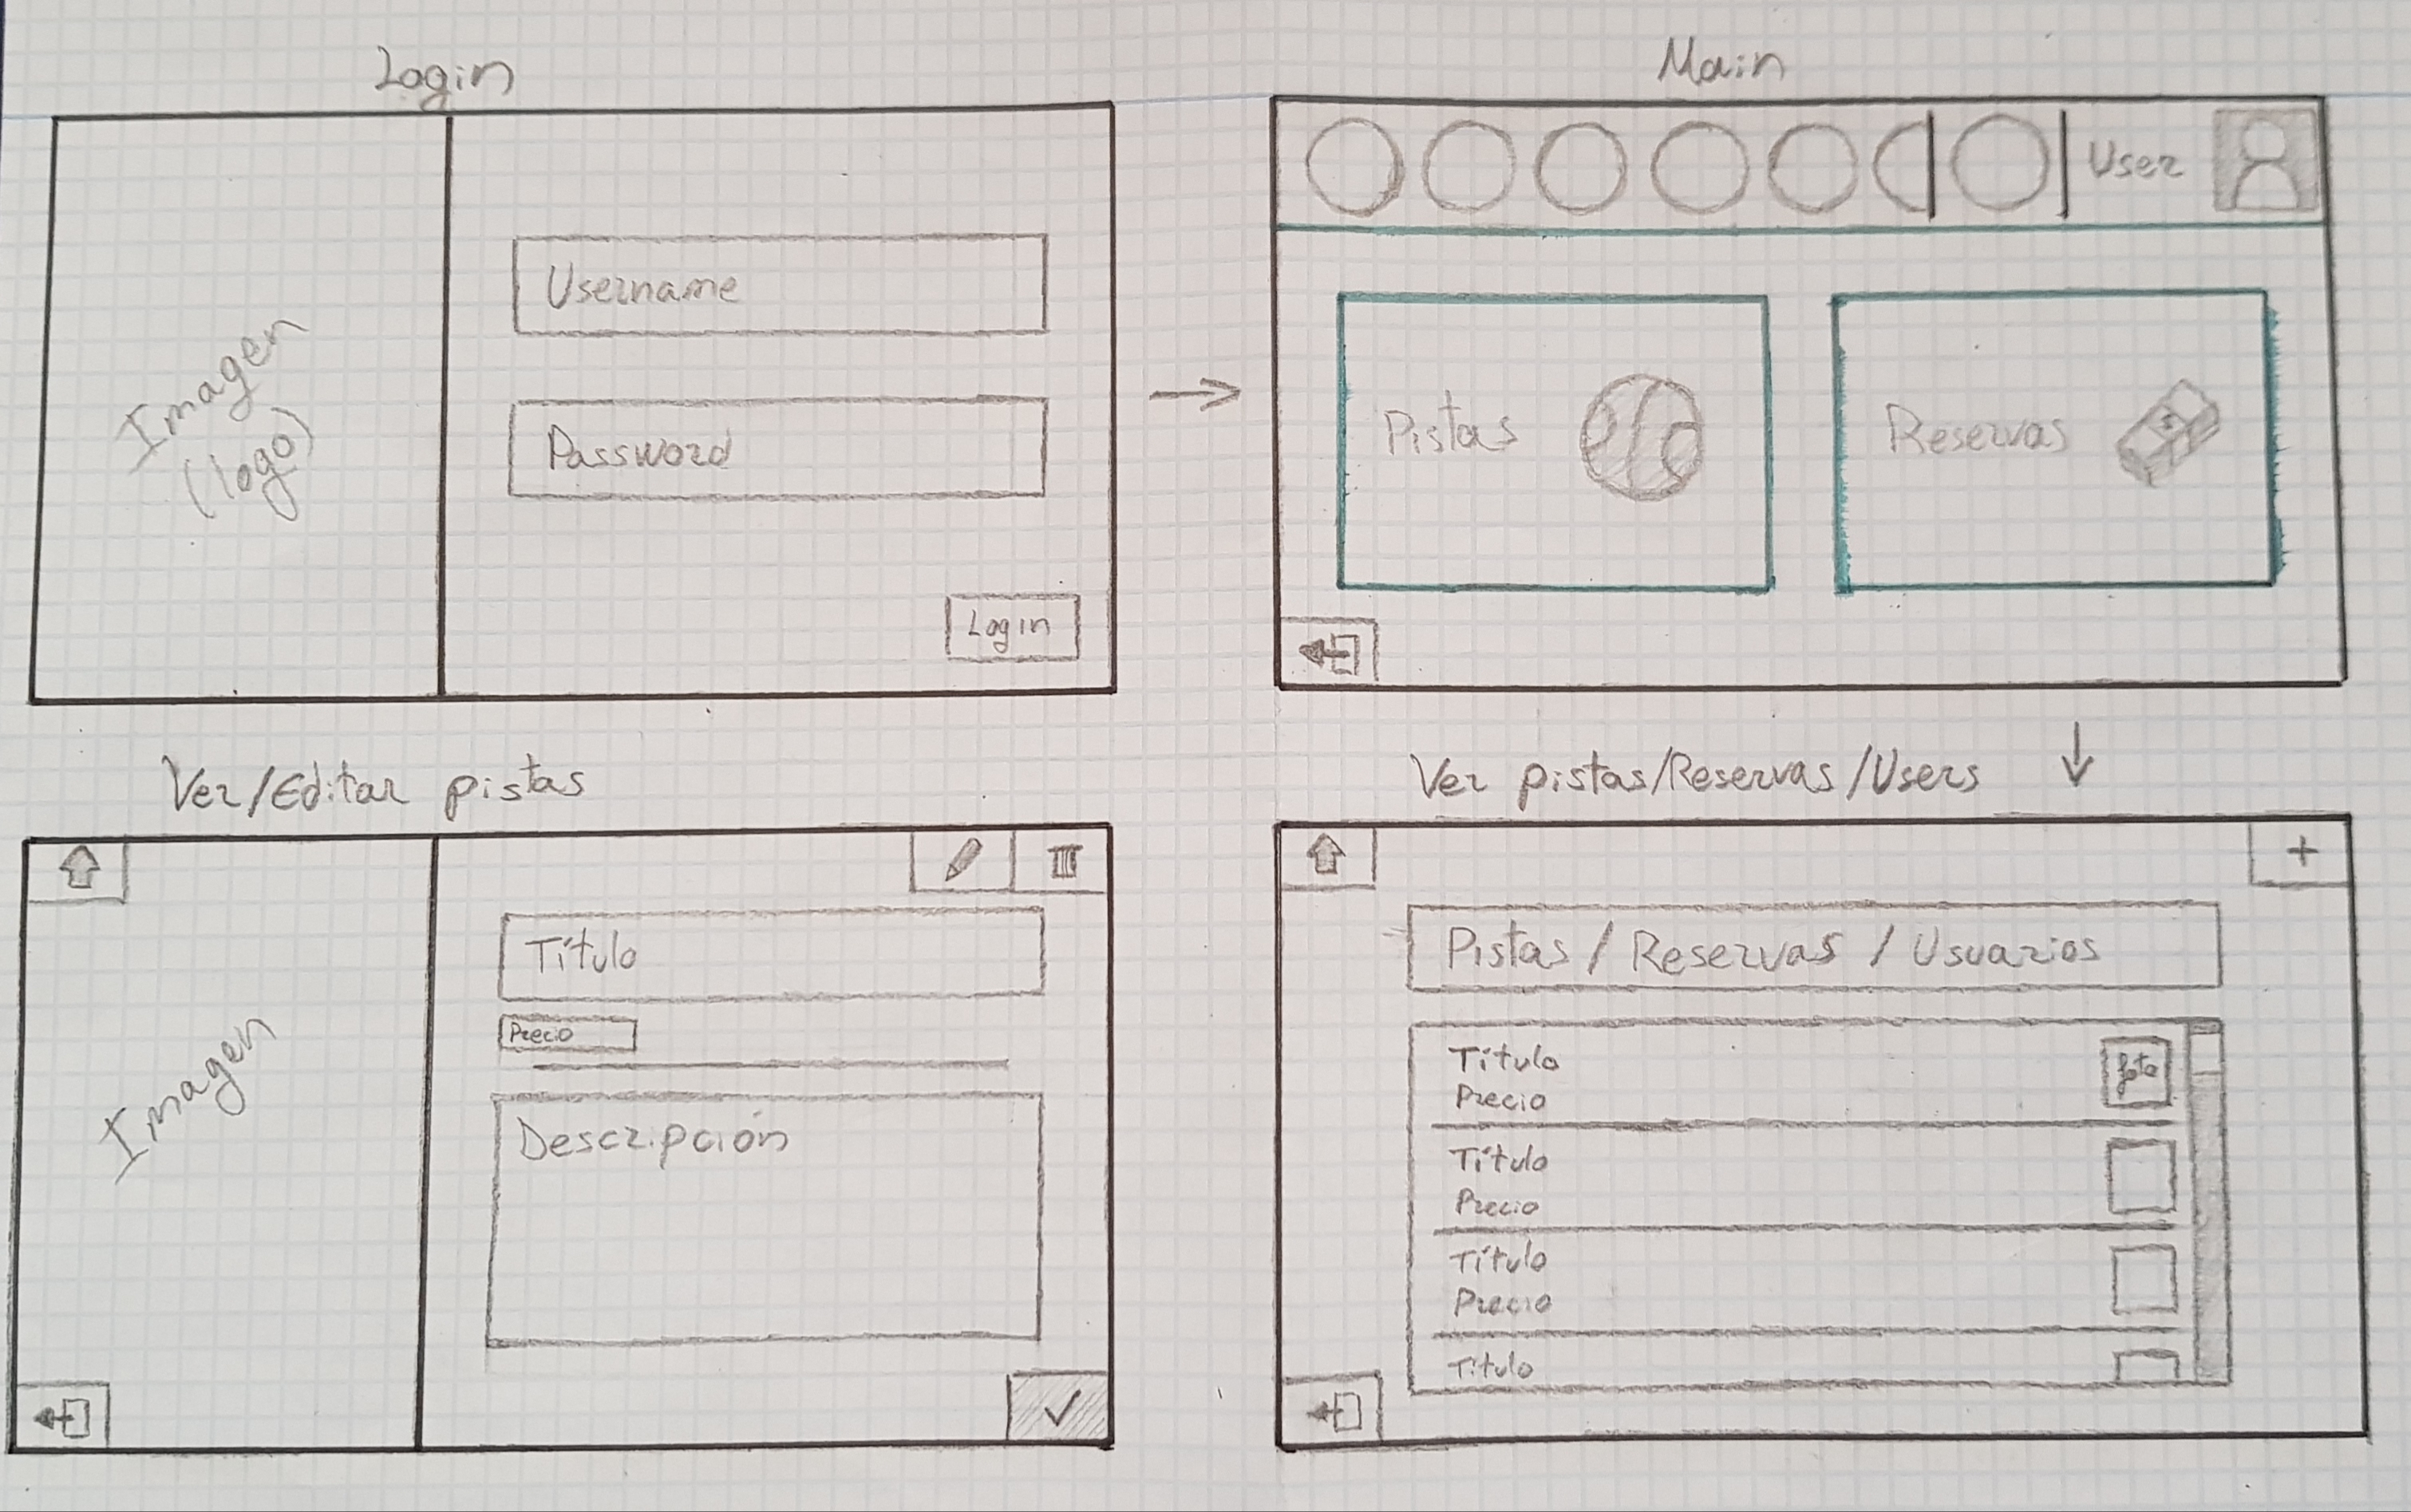 Login
Imagen
(logo)
Username
Password
Login
Main
User
Pistas
Reservas
Ver/Editar pistas
Imagen
Título
Precio
Descripción
Ver pistas/Reservas/Users
+
Pistas / Reservas / Usuarios
Título
Precio
foto
Título
Precio
Título
Precio
Título